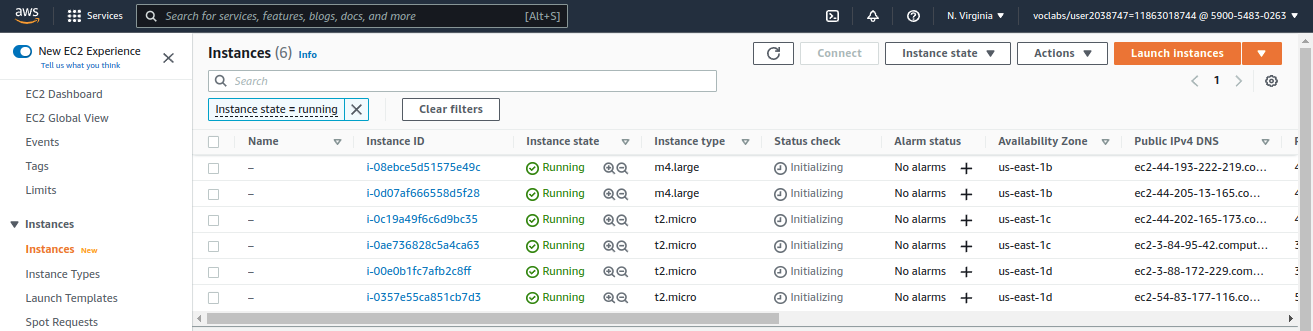 aws Services Search for services, features, blogs, docs, and more [Alt+S] N. Virginia voclabs/user2038747=11863018744 @ 5900-5483-0263
New EC2 Experience
Tell us what you think
EC2 Dashboard
EC2 Global View
Events
Tags
Limits
Instances
Instances New
Instance Types
Launch Templates
Spot Requests
Instances (6) Info Connect Instance state Actions Launch instances
Search 1
Instance state = running Clear filters
Name Instance ID Instance state Instance type Status check Alarm status Availability Zone Public IPv4 DNS
– i-08ebce5d51575e49c Running m4.large Initializing No alarms + us-east-1b ec2-44-193-222-219.co...
– i-0d07af666558d5f28 Running m4.large Initializing No alarms + us-east-1b ec2-44-205-13-165.co...
– i-0c19a49f6c6d9bc35 Running t2.micro Initializing No alarms + us-east-1c ec2-44-202-165-173.co...
– i-0ae736828c5a4ca63 Running t2.micro Initializing No alarms + us-east-1c ec2-3-84-95-42.comput...
– i-00e0b1fc7afb2c8ff Running t2.micro Initializing No alarms + us-east-1d ec2-3-88-172-229.com...
– i-0357e55ca851cb7d3 Running t2.micro Initializing No alarms + us-east-1d ec2-54-83-177-116.co...